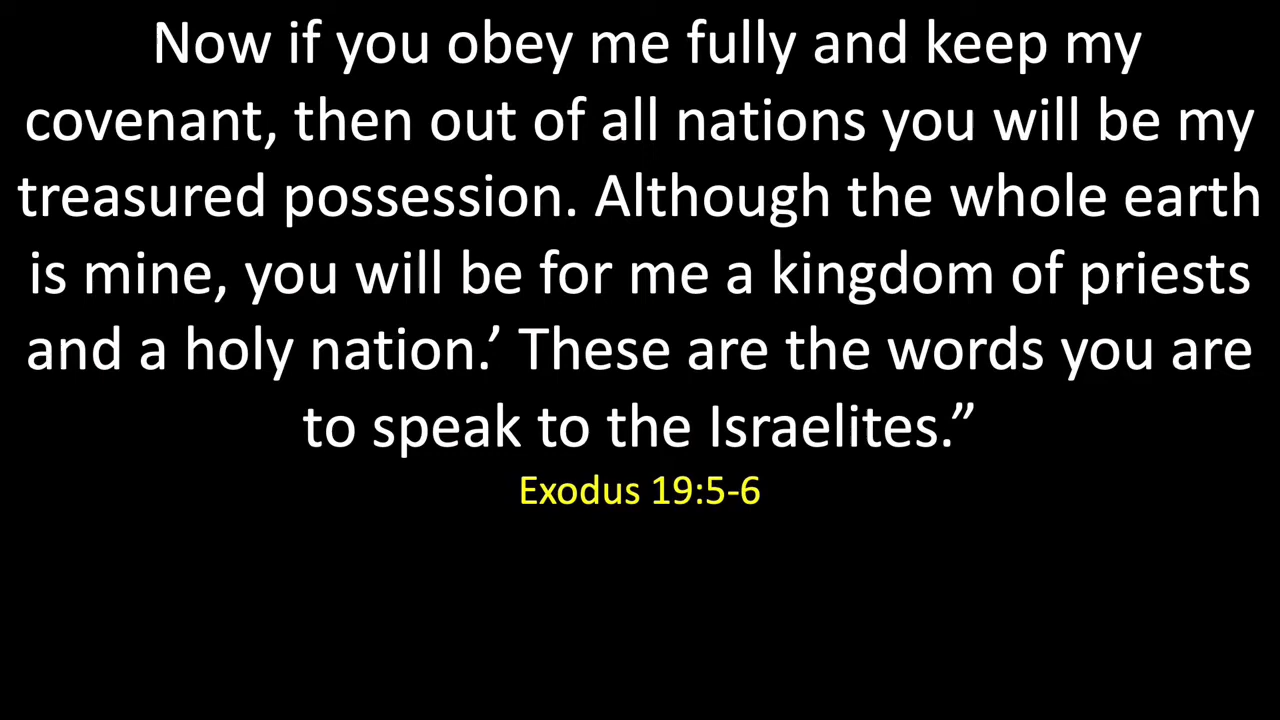 Now if you obey me fully and keep my
covenant, then out of all nations you will be my
treasured possession. Although the whole earth
is mine, you will be for me a kingdom of priests
and a holy nation.’ These are the words you are
to speak to the Israelites.”
Exodus 19:5-6